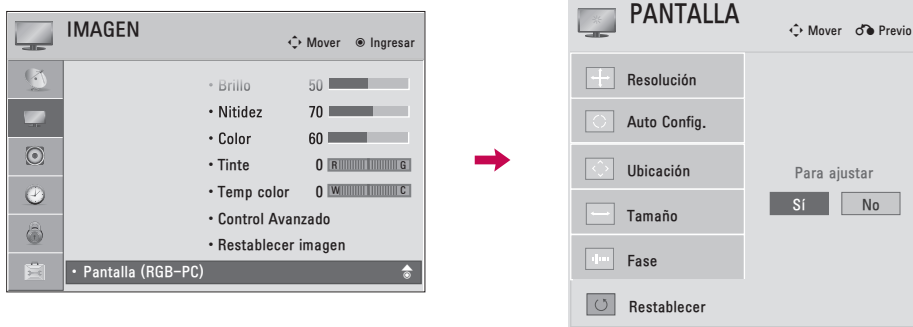 IMAGEN
Mover Ingresar
• Brillo 50
• Nitidez 70
• Color 60
• Tinte 0 R G
• Temp color 0 W C
• Control Avanzado
• Restablecer imagen
• Pantalla (RGB-PC)
PANTALLA
Mover Previo
Resolución
Auto Config.
Ubicación
Tamaño
Fase
Restablecer
Para ajustar
Sí No